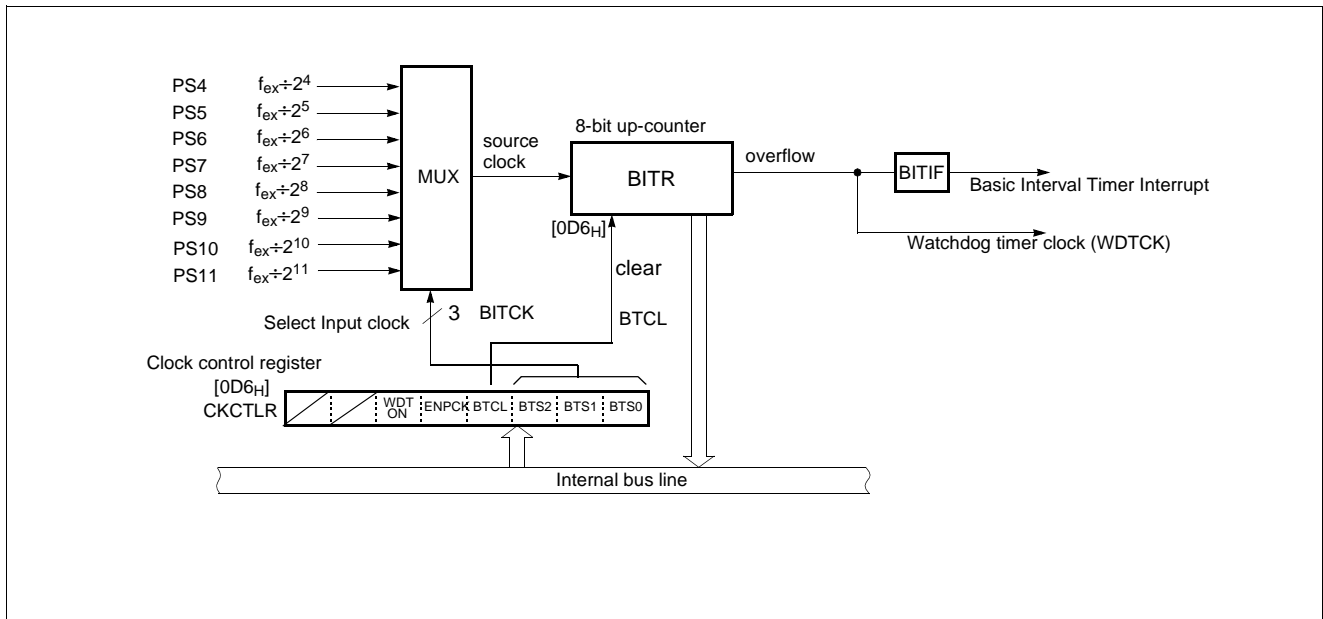 PS4 fex÷2⁴
PS5 fex÷2⁵
PS6 fex÷2⁶
PS7 fex÷2⁷
PS8 fex÷2⁸
PS9 fex÷2⁹
PS10 fex÷2¹⁰
PS11 fex÷2¹¹
MUX
source
clock
8-bit up-counter
BITR
[0D6H]
overflow
BITIF
Basic Interval Timer Interrupt
Watchdog timer clock (WDTCK)
clear
BTCL
Select Input clock 3 BITCK
Clock control register
[0D6H]
CKCTLR
WDT
ON
ENPCK BTCL BTS2 BTS1 BTS0
Internal bus line